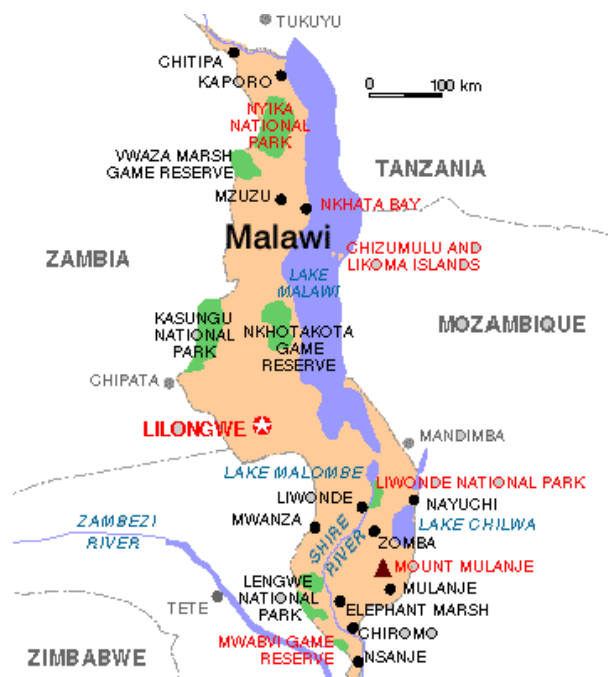 TUKUYU
CHITIPA
KAPORO
0 100 km
NYIKA
NATIONAL
PARK
VWAZA MARSH
GAME RESERVE
TANZANIA
MZUZU
NKHATA BAY
Malawi
CHIZUMULU AND
LIKOMA ISLANDS
ZAMBIA
LAKE
MALAWI
KASUNGU
NATIONAL
PARK
NKHOTAKOTA
GAME
RESERVE
MOZAMBIQUE
CHIPATA
LILONGWE
MANDIMBA
LAKE MALOMBE
LIWONDE NATIONAL PARK
LIWONDE
NAYUCHI
MWANZA
LAKE CHILWA
ZAMBEZI
RIVER
SHIRE
RIVER
ZOMBA
MOUNT MULANJE
LENGWE
NATIONAL
PARK
MULANJE
TETE
ELEPHANT MARSH
CHIROMO
MWABVI GAME
RESERVE
NSANJE
ZIMBABWE